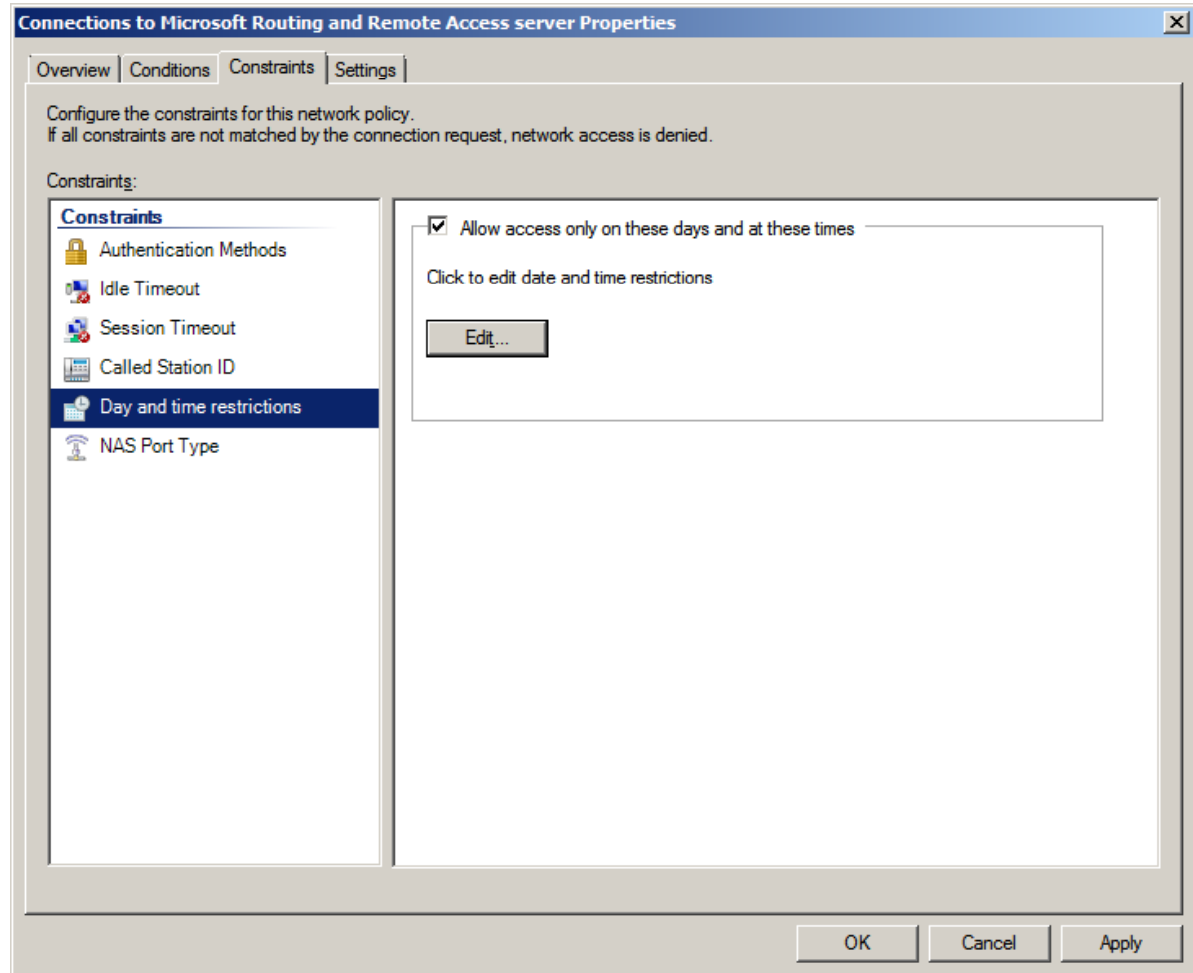 Connections to Microsoft Routing and Remote Access server Properties
Overview
Conditions
Constraints
Settings
Configure the constraints for this network policy.
If all constraints are not matched by the connection request, network access is denied.
Constraints:
Constraints
Authentication Methods
Idle Timeout
Session Timeout
Called Station ID
Day and time restrictions
NAS Port Type
Allow access only on these days and at these times
Click to edit date and time restrictions
Edit...
OK
Cancel
Apply